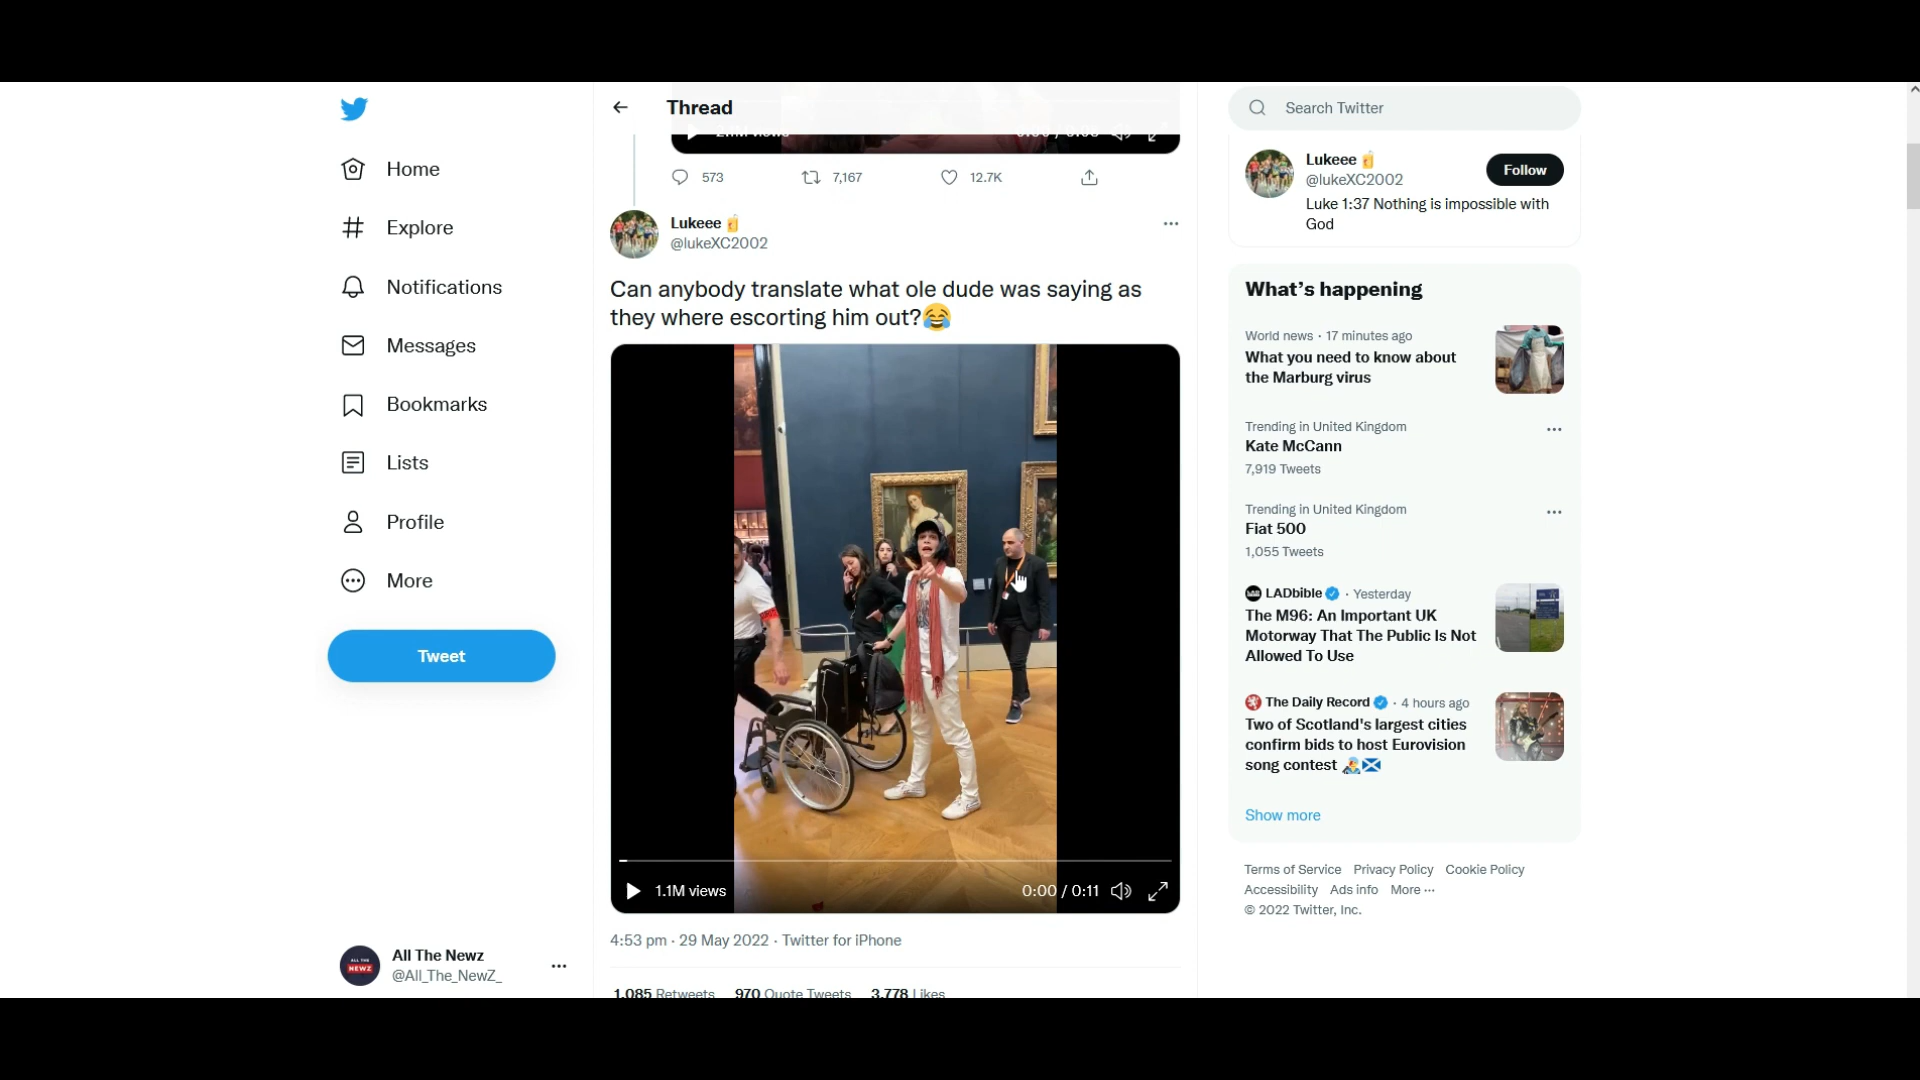 Home
Explore
Notifications
Messages
Bookmarks
Lists
Profile
More
Tweet
All The Newz
@All_The_NewZ_
Thread
573
7,167
12.7K
Lukeee
@lukeXC2002
Can anybody translate what ole dude was saying as
they where escorting him out?😂
1.1M views
0:00 / 0:11
4:53 pm · 29 May 2022 · Twitter for iPhone
1,085 Retweets 970 Quote Tweets 3,778 Likes
Search Twitter
Lukeee
@lukeXC2002
Follow
Luke 1:37 Nothing is impossible with
God
What's happening
World news · 17 minutes ago
What you need to know about
the Marburg virus
Trending in United Kingdom
Kate McCann
7,919 Tweets
Trending in United Kingdom
Fiat 500
1,055 Tweets
LADbible · Yesterday
The M96: An Important UK
Motorway That The Public Is Not
Allowed To Use
The Daily Record · 4 hours ago
Two of Scotland's largest cities
confirm bids to host Eurovision
song contest
Show more
Terms of Service Privacy Policy Cookie Policy
Accessibility Ads info More ···
© 2022 Twitter, Inc.